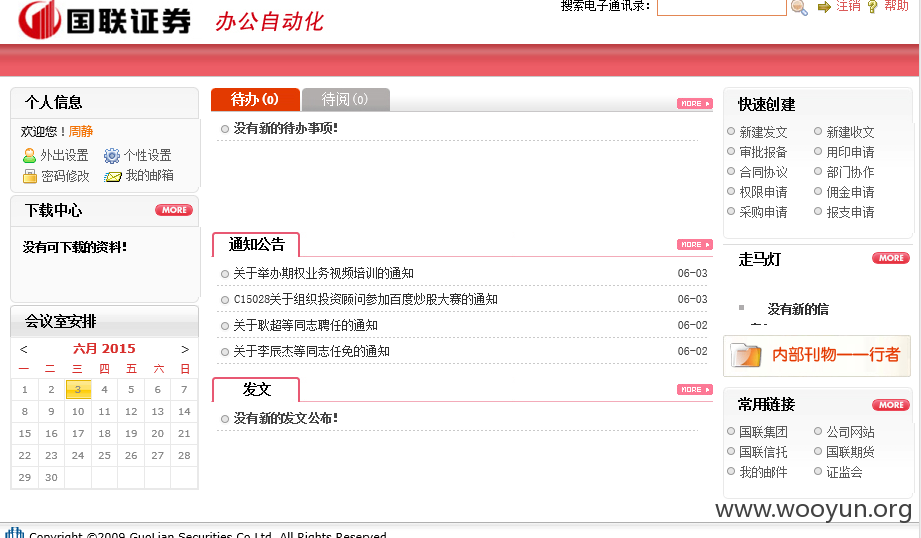 国联证券 办公自动化
搜索电子通讯录: 注销 帮助
个人信息
欢迎您！周静
外出设置 个性设置
密码修改 我的邮箱
下载中心 MORE
没有可下载的资料!
会议室安排
< 六月 2015 >
一 二 三 四 五 六 日
1 2 3 4 5 6 7
8 9 10 11 12 13 14
15 16 17 18 19 20 21
22 23 24 25 26 27 28
29 30
待办(0) 待阅(0) MORE
没有新的待办事项!
通知公告 MORE
关于举办期权业务视频培训的通知 06-03
C15028关于组织投资顾问参加百度炒股大赛的通知 06-03
关于耿超等同志聘任的通知 06-02
关于李辰杰等同志任免的通知 06-02
发文 MORE
没有新的发文公布!
快速创建
新建发文 新建收文
审批报备 用印申请
合同协议 部门协作
权限申请 佣金申请
采购申请 报支申请
走马灯 MORE
没有新的信
内部刊物——行者
常用链接 MORE
国联集团 公司网站
国联信托 国联期货
我的邮件 证监会
www.wooyun.org
Copyright ©2009 GuoLian Securities Co.Ltd. All Rights Reserved